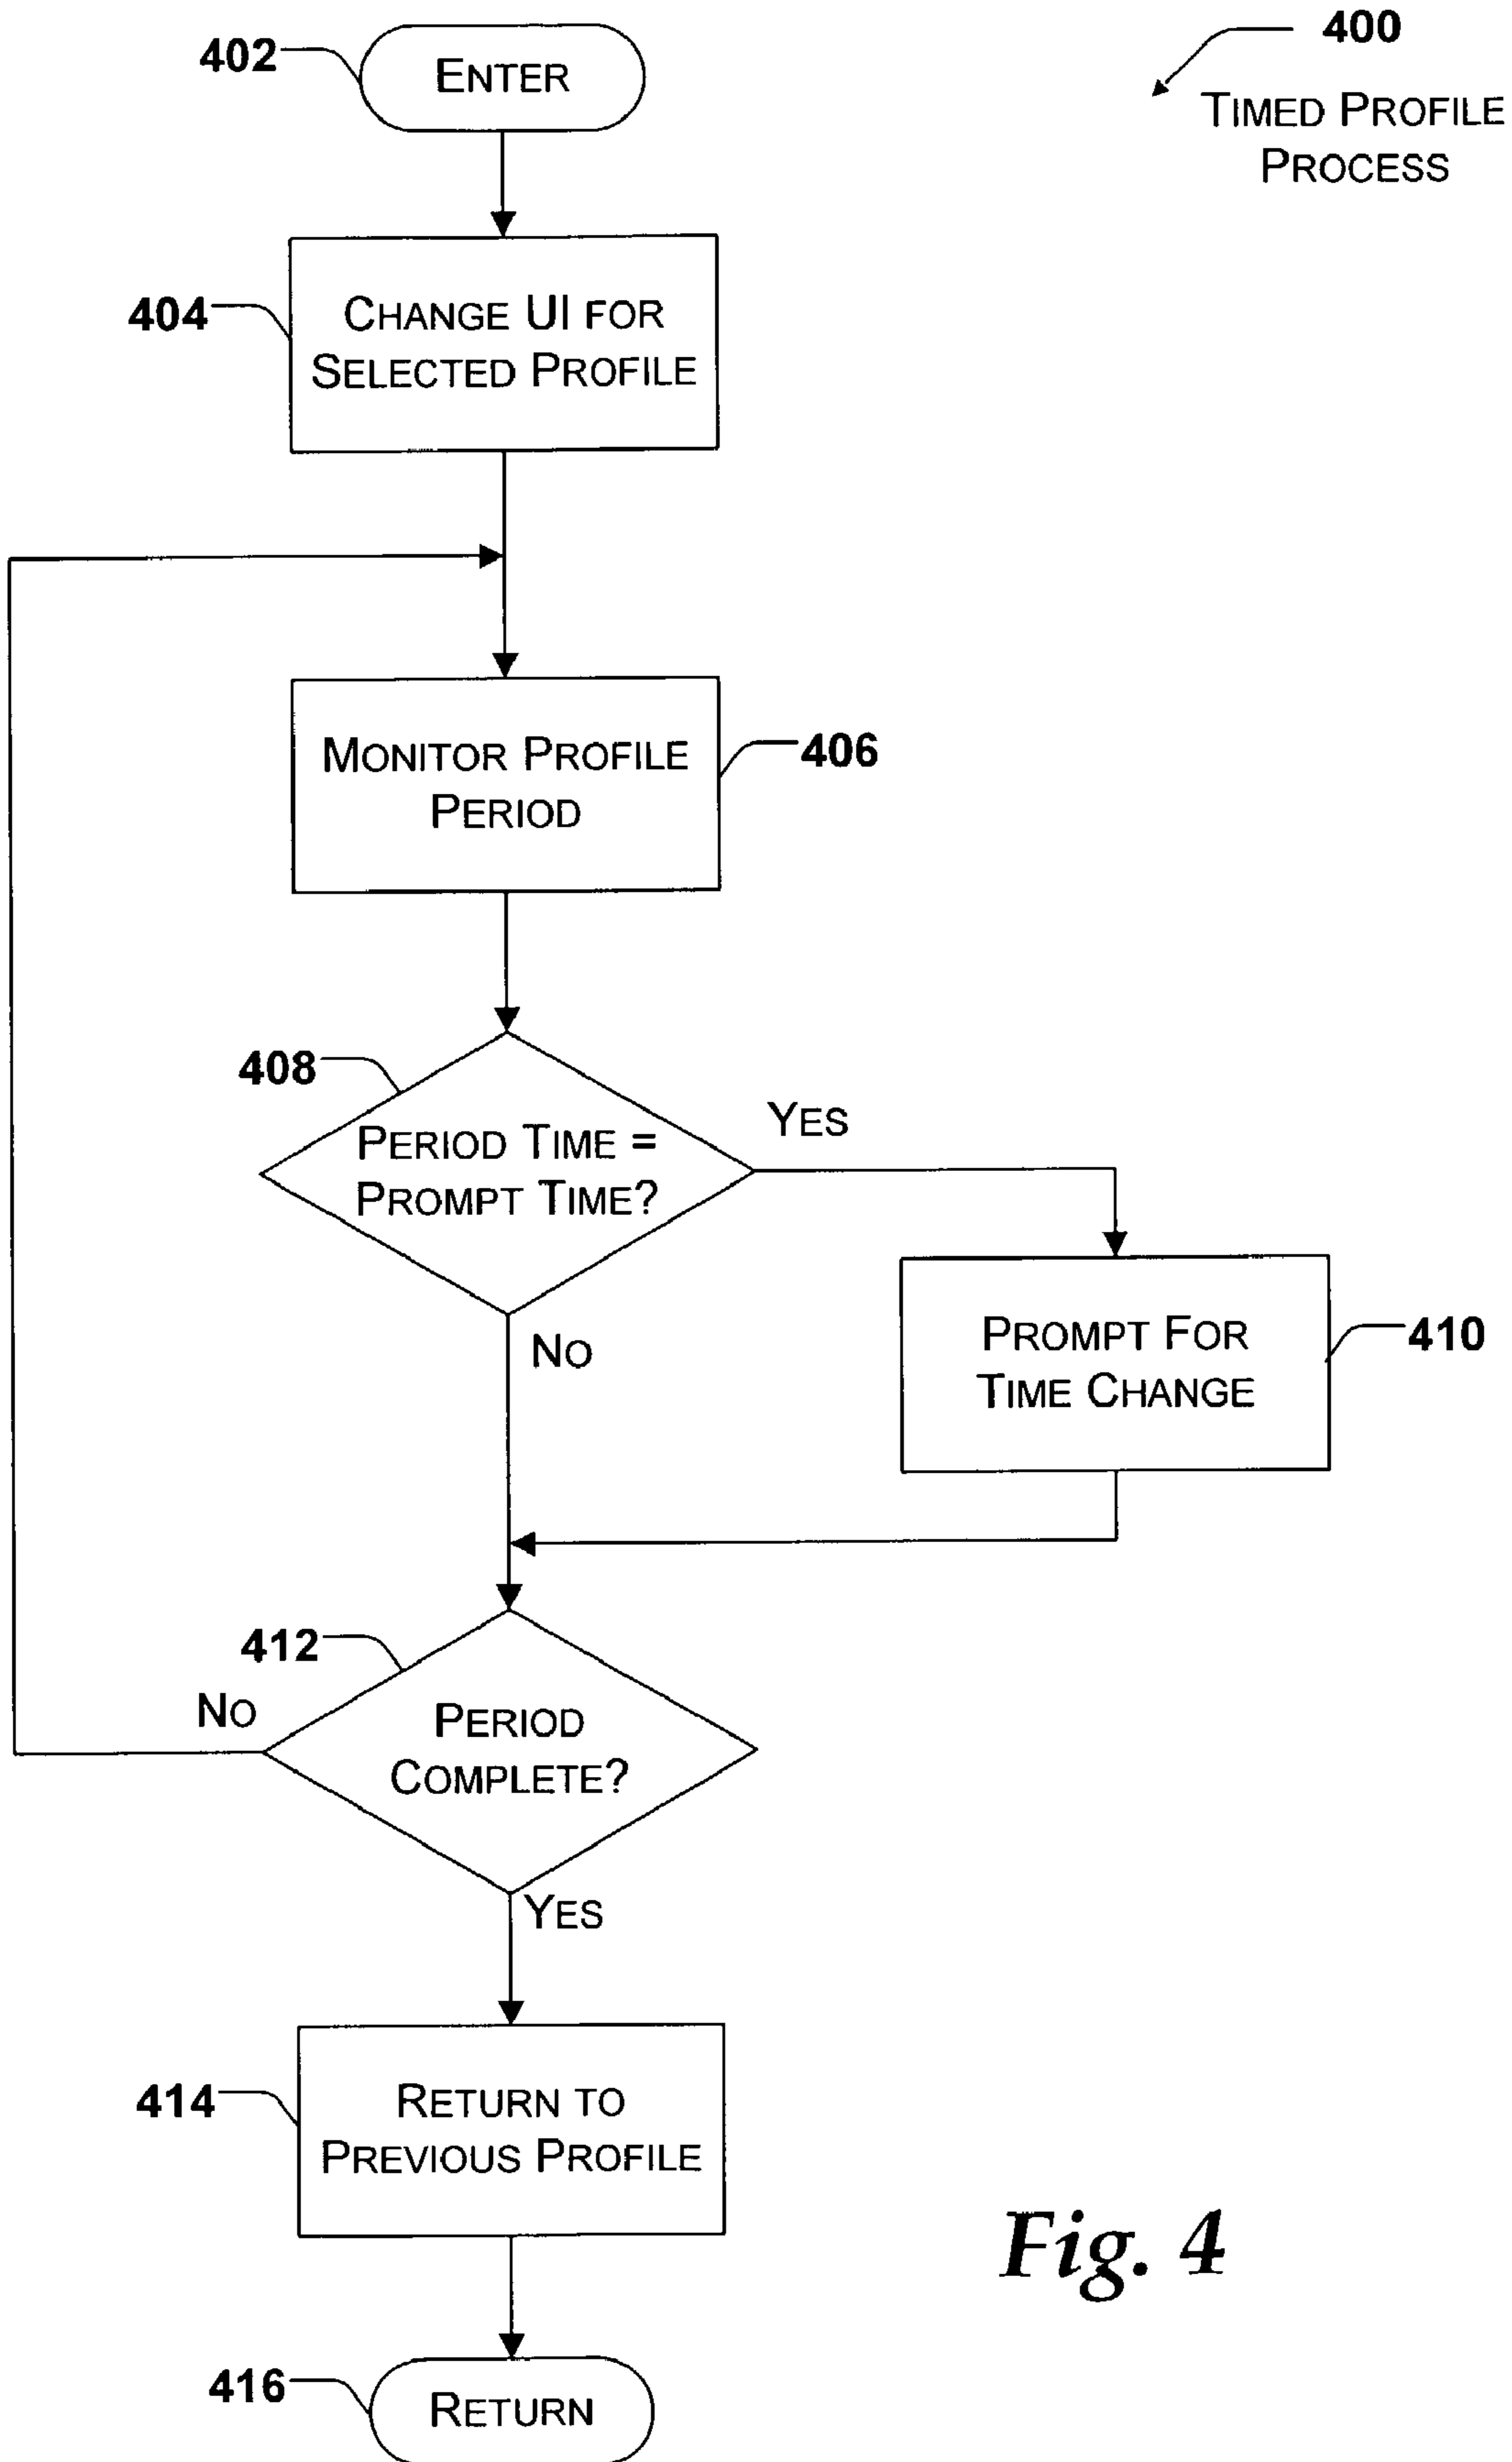 400
TIMED PROFILE
PROCESS
402
ENTER
404
CHANGE UI FOR
SELECTED PROFILE
MONITOR PROFILE
PERIOD
406
408
PERIOD TIME =
PROMPT TIME?
YES
NO
PROMPT FOR
TIME CHANGE
410
412
NO
PERIOD
COMPLETE?
YES
414
RETURN TO
PREVIOUS PROFILE
416
RETURN
Fig. 4